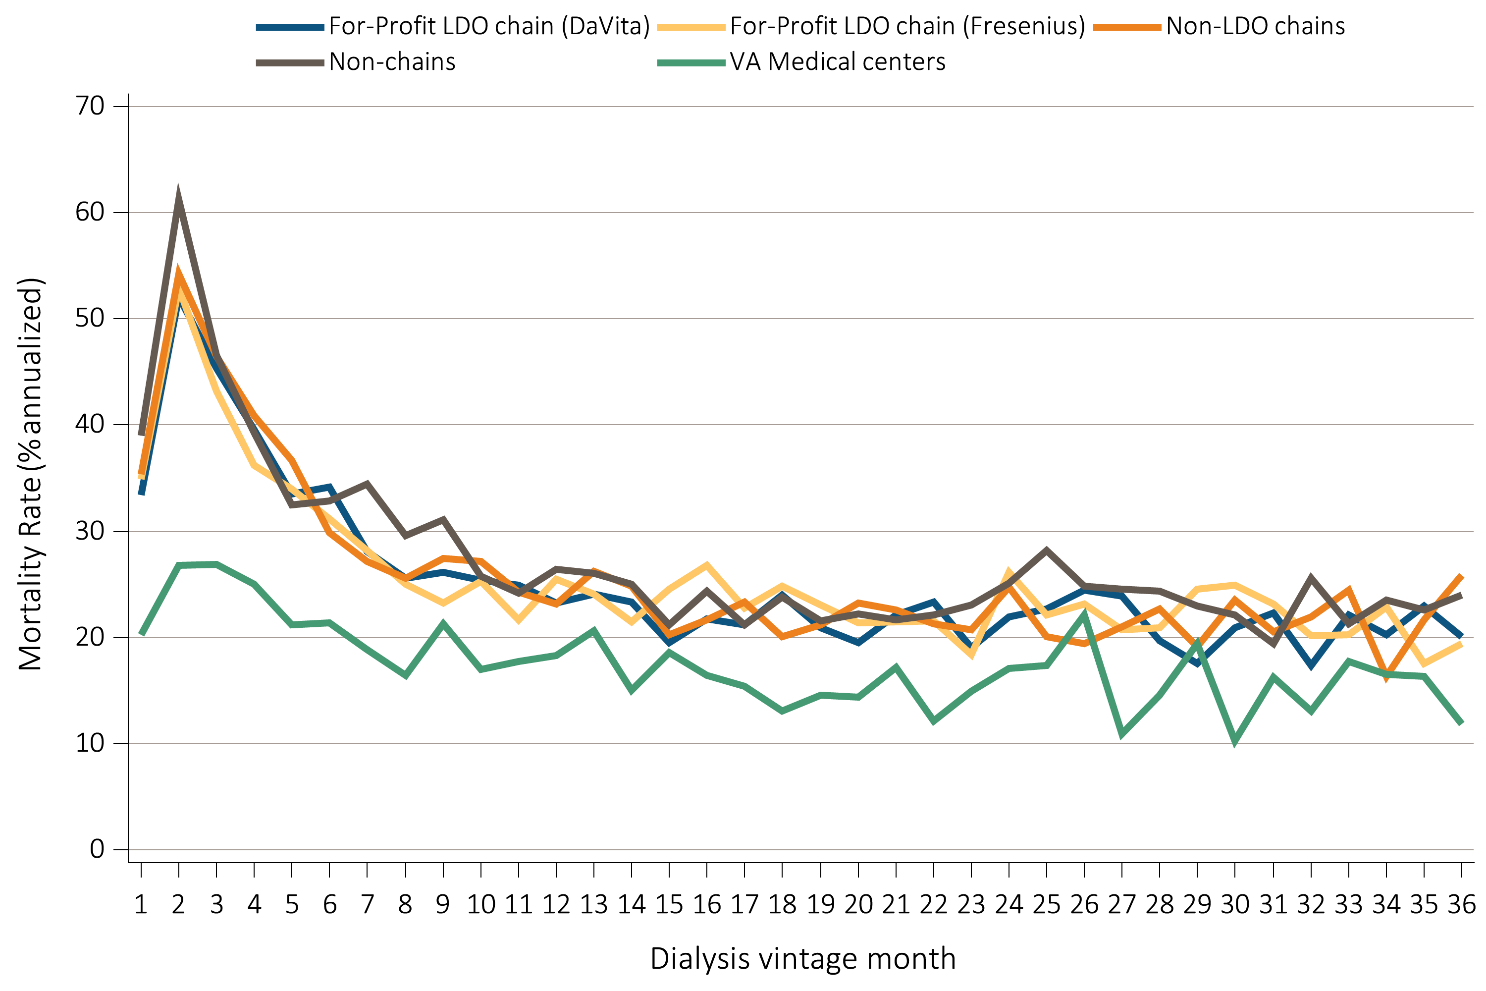 For-Profit LDO chain (DaVita) For-Profit LDO chain (Fresenius) Non-LDO chains
Non-chains VA Medical centers
70
60
50
40
30
20
10
0
Mortality Rate (% annualized)
1 2 3 4 5 6 7 8 9 10 11 12 13 14 15 16 17 18 19 20 21 22 23 24 25 26 27 28 29 30 31 32 33 34 35 36
Dialysis vintage month